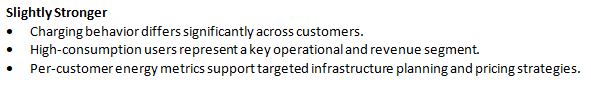 Slightly Stronger
• Charging behavior differs significantly across customers.
• High-consumption users represent a key operational and revenue segment.
• Per-customer energy metrics support targeted infrastructure planning and pricing strategies.